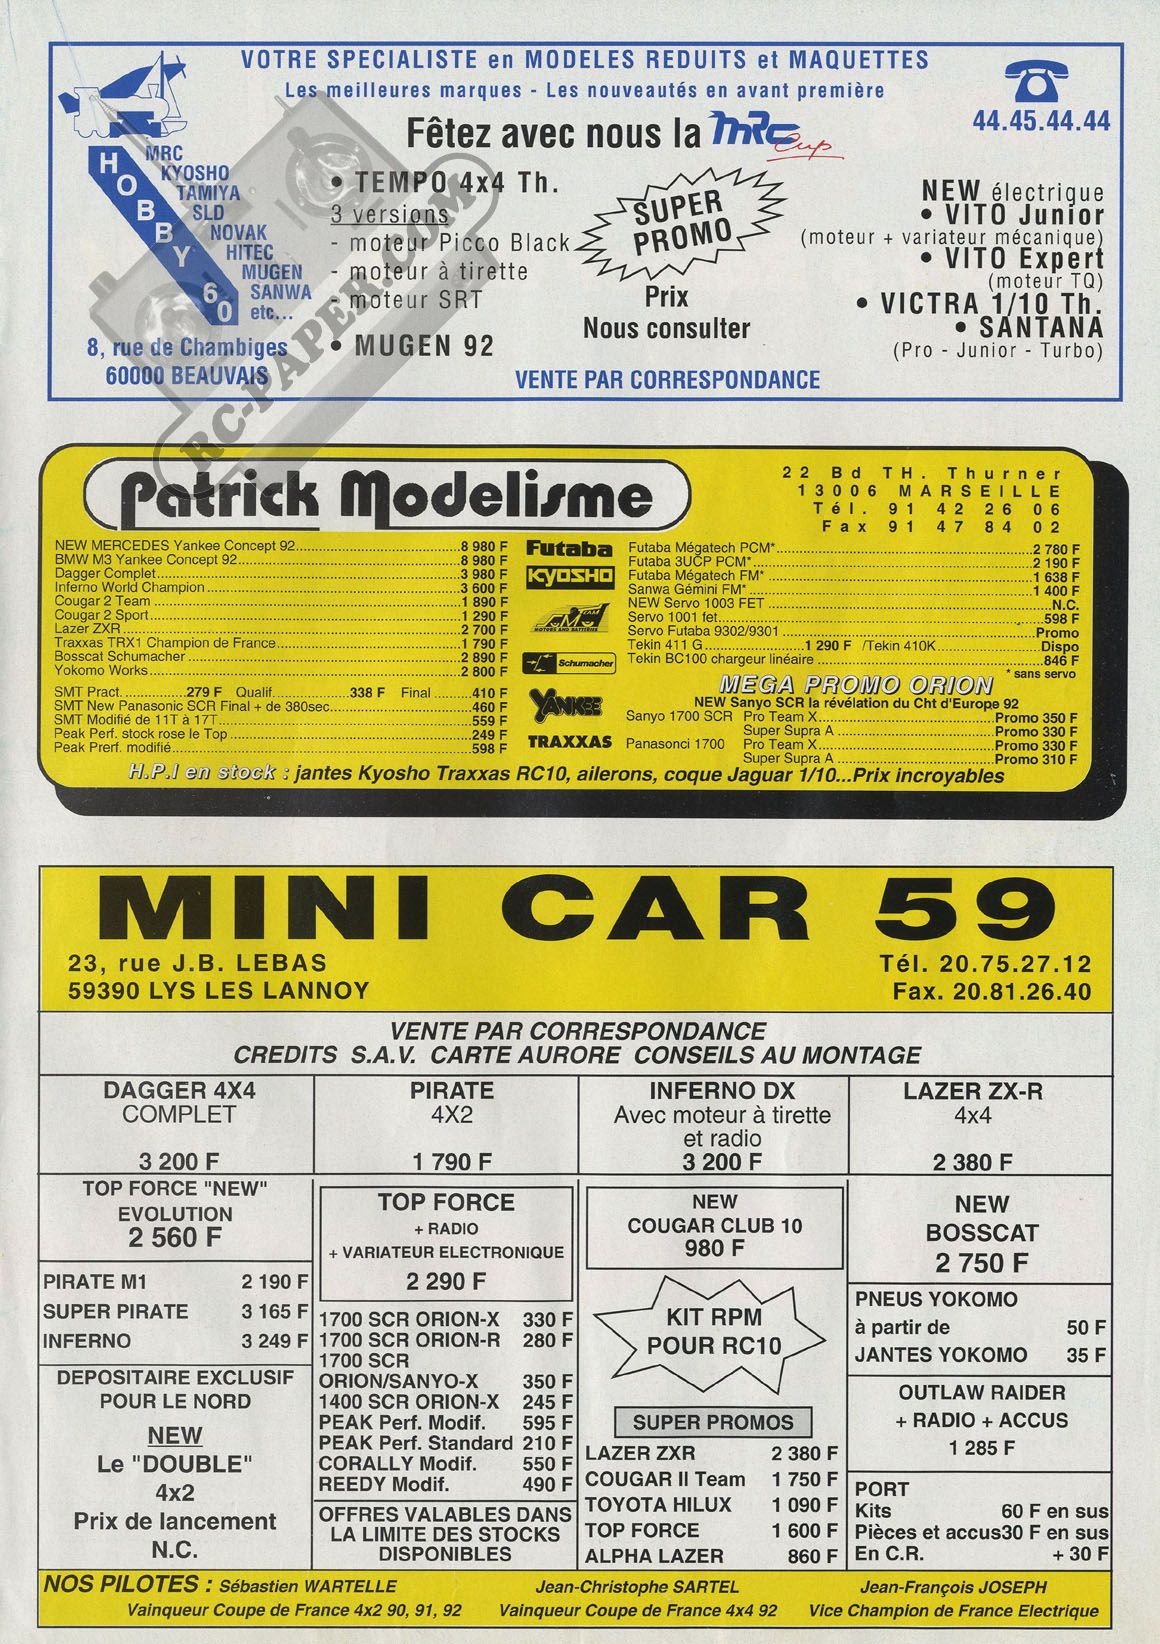 VOTRE SPECIALISTE en MODELES REDUITS et MAQUETTES
Les meilleures marques - Les nouveautés en avant première
44.45.44.44
Fêtez avec nous la MRC Cup
HOBBY 60
MRC
KYOSHO
TAMIYA
SLD
NOVAK
HITEC
MUGEN
SANWA
etc...
8, rue de Chambiges
60000 BEAUVAIS
• TEMPO 4x4 Th.
3 versions
- moteur Picco Black
- moteur à tirette
- moteur SRT
• MUGEN 92
SUPER
PROMO
Prix
Nous consulter
NEW électrique
• VITO Junior
(moteur + variateur mécanique)
• VITO Expert
(moteur TQ)
• VICTRA 1/10 Th.
• SANTANA
(Pro - Junior - Turbo)
VENTE PAR CORRESPONDANCE
RC-PAPER.COM
Patrick Modelisme
22 Bd TH. Thurner
13006 MARSEILLE
Tél. 91 42 26 06
Fax 91 47 84 02
NEW MERCEDES Yankee Concept 92 8 980 F
BMW M3 Yankee Concept 92 8 980 F
Dagger Complet 3 980 F
Inferno World Champion 3 600 F
Cougar 2 Team 1 890 F
Cougar 2 Sport 1 290 F
Lazer ZXR 2 700 F
Traxxas TRX1 Champion de France 1 790 F
Bosscat Schumacher 2 890 F
Yokomo Works 2 800 F
SMT Pract. 279 F Qualif 338 F Final 410 F
SMT New Panasonic SCR Final + de 380sec 460 F
SMT Modifié de 11T à 17T 559 F
Peak Perf. stock rose le Top 249 F
Peak Prerf. modifié 598 F
Futaba
KYOSHO
TEAM
MOTORS AND BATTERIES
Schumacher
YANKEE
TRAXXAS
Futaba Mégatech PCM* 2 780 F
Futaba 3UCP PCM* 2 190 F
Futaba Mégatech FM* 1 638 F
Sanwa Gémini FM* 1 400 F
NEW Servo 1003 FET N.C.
Servo 1001 fet 598 F
Servo Futaba 9302/9301 Promo
Tekin 411 G 1 290 F /Tekin 410K Dispo
Tekin BC100 chargeur linéaire 846 F
* sans servo
MEGA PROMO ORION
NEW Sanyo SCR la révélation du Cht d'Europe 92
Sanyo 1700 SCR Pro Team X Promo 350 F
Super Supra A Promo 330 F
Panasonci 1700 Pro Team X Promo 330 F
Super Supra A Promo 310 F
H.P.I en stock : jantes Kyosho Traxxas RC10, ailerons, coque Jaguar 1/10...Prix incroyables
MINI CAR 59
23, rue J.B. LEBAS
59390 LYS LES LANNOY
Tél. 20.75.27.12
Fax. 20.81.26.40
VENTE PAR CORRESPONDANCE
CREDITS S.A.V. CARTE AURORE CONSEILS AU MONTAGE
DAGGER 4X4
COMPLET
3 200 F
PIRATE
4X2
1 790 F
INFERNO DX
Avec moteur à tirette
et radio
3 200 F
LAZER ZX-R
4x4
2 380 F
TOP FORCE "NEW"
EVOLUTION
2 560 F
PIRATE M1 2 190 F
SUPER PIRATE 3 165 F
INFERNO 3 249 F
DEPOSITAIRE EXCLUSIF
POUR LE NORD
NEW
Le "DOUBLE"
4x2
Prix de lancement
N.C.
TOP FORCE
+ RADIO
+ VARIATEUR ELECTRONIQUE
2 290 F
1700 SCR ORION-X 330 F
1700 SCR ORION-R 280 F
1700 SCR
ORION/SANYO-X 350 F
1400 SCR ORION-X 245 F
PEAK Perf. Modif. 595 F
PEAK Perf. Standard 210 F
CORALLY Modif. 550 F
REEDY Modif. 490 F
OFFRES VALABLES DANS
LA LIMITE DES STOCKS
DISPONIBLES
NEW
COUGAR CLUB 10
980 F
KIT RPM
POUR RC10
SUPER PROMOS
LAZER ZXR 2 380 F
COUGAR II Team 1 750 F
TOYOTA HILUX 1 090 F
TOP FORCE 1 600 F
ALPHA LAZER 860 F
NEW
BOSSCAT
2 750 F
PNEUS YOKOMO
à partir de 50 F
JANTES YOKOMO 35 F
OUTLAW RAIDER
+ RADIO + ACCUS
1 285 F
PORT
Kits 60 F en sus
Pièces et accus30 F en sus
En C.R. + 30 F
NOS PILOTES : Sébastien WARTELLE Jean-Christophe SARTEL Jean-François JOSEPH
Vainqueur Coupe de France 4x2 90, 91, 92 Vainqueur Coupe de France 4x4 92 Vice Champion de France Electrique